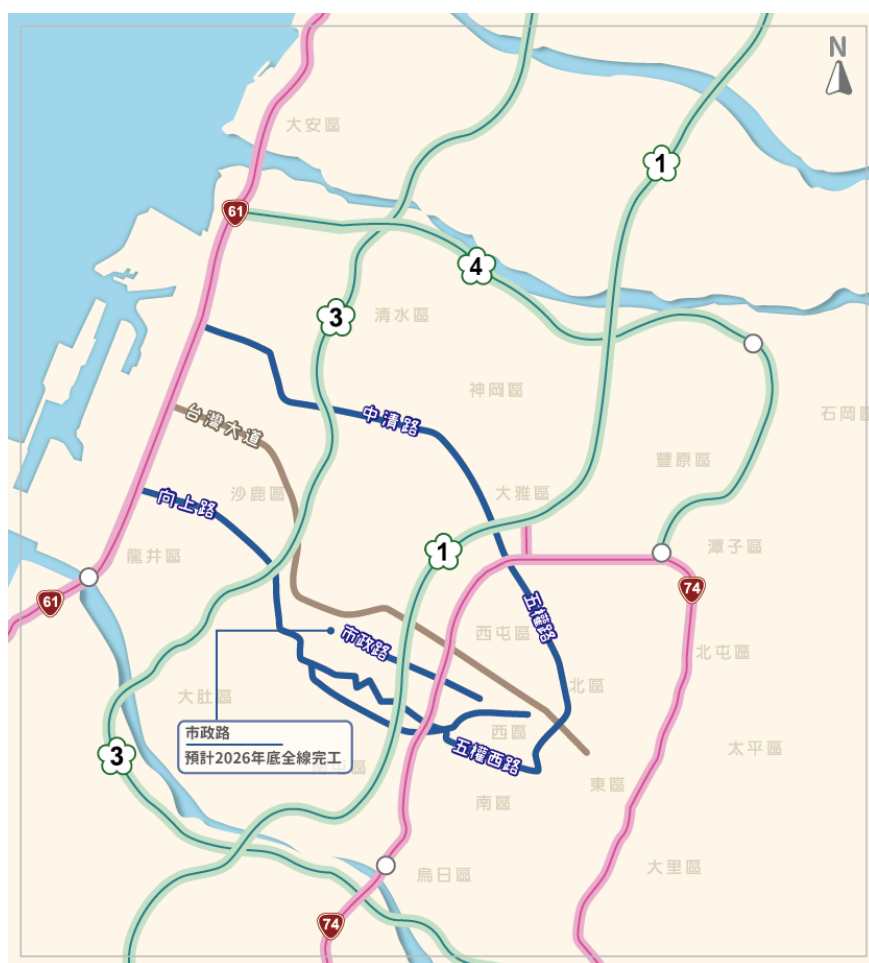 N
大安區
1
61
4
3
清水區
中清路
神岡區
台灣大道
石岡區
豐原區
沙鹿區
大雅區
向上路
龍井區
1
潭子區
61
74
五權路
市政路
西屯區
北屯區
大肚區
北區
市政路
預計2026年底全線完工
西區
3
五權西路
太平區
南區
東區
烏日區
大里區
74